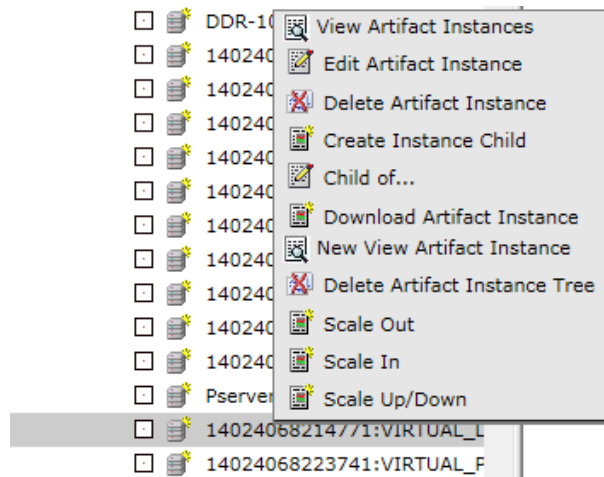 DDR-10
View Artifact Instances
140240
Edit Artifact Instance
140240
Delete Artifact Instance
140240
Create Instance Child
140240
Child of...
140240
Download Artifact Instance
140240
New View Artifact Instance
140240
Delete Artifact Instance Tree
140240
Scale Out
140240
Scale In
140240
Scale Up/Down
Pserver
14024068214771:VIRTUAL_L
14024068223741:VIRTUAL_F